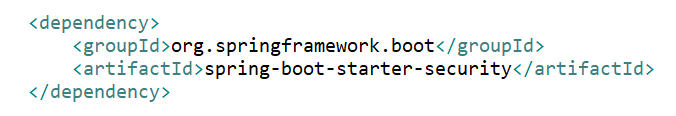 <dependency>
    <groupId>org.springframework.boot</groupId>
    <artifactId>spring-boot-starter-security</artifactId>
</dependency>